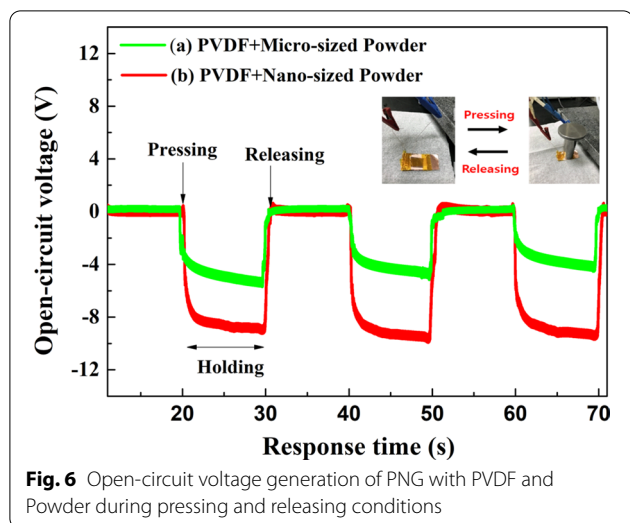 (a) PVDF+Micro-sized Powder
(b) PVDF+Nano-sized Powder
Pressing
Releasing
Pressing
Releasing
Holding
Open-circuit voltage (V)
12
8
4
0
-4
-8
-12
20
30
40
50
60
70
Response time (s)
Fig. 6 Open-circuit voltage generation of PNG with PVDF and
Powder during pressing and releasing conditions